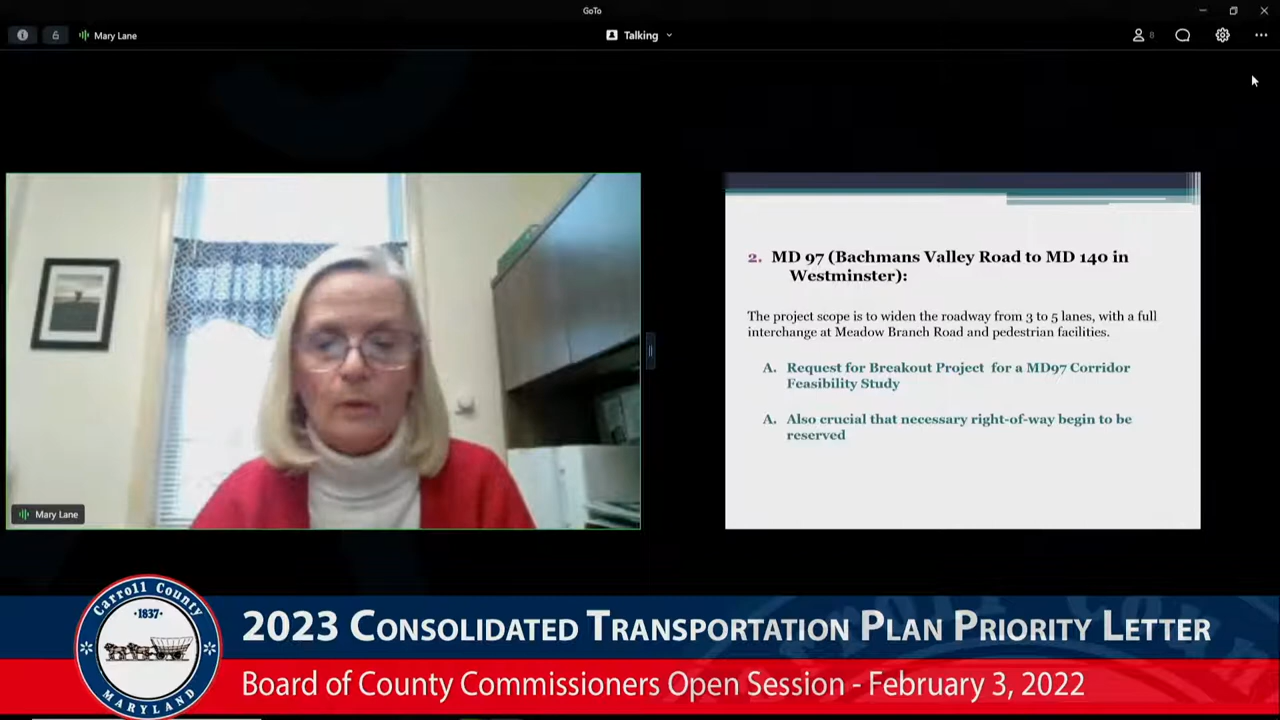 GoTo
Mary Lane
Talking
8
Mary Lane
2. MD 97 (Bachmans Valley Road to MD 140 in
Westminster):
The project scope is to widen the roadway from 3 to 5 lanes, with a full
interchange at Meadow Branch Road and pedestrian facilities.
A. Request for Breakout Project for a MD97 Corridor
Feasibility Study
A. Also crucial that necessary right-of-way begin to be
reserved
Carroll County
·1837·
MARYLAND
2023 CONSOLIDATED TRANSPORTATION PLAN PRIORITY LETTER
Board of County Commissioners Open Session - February 3, 2022